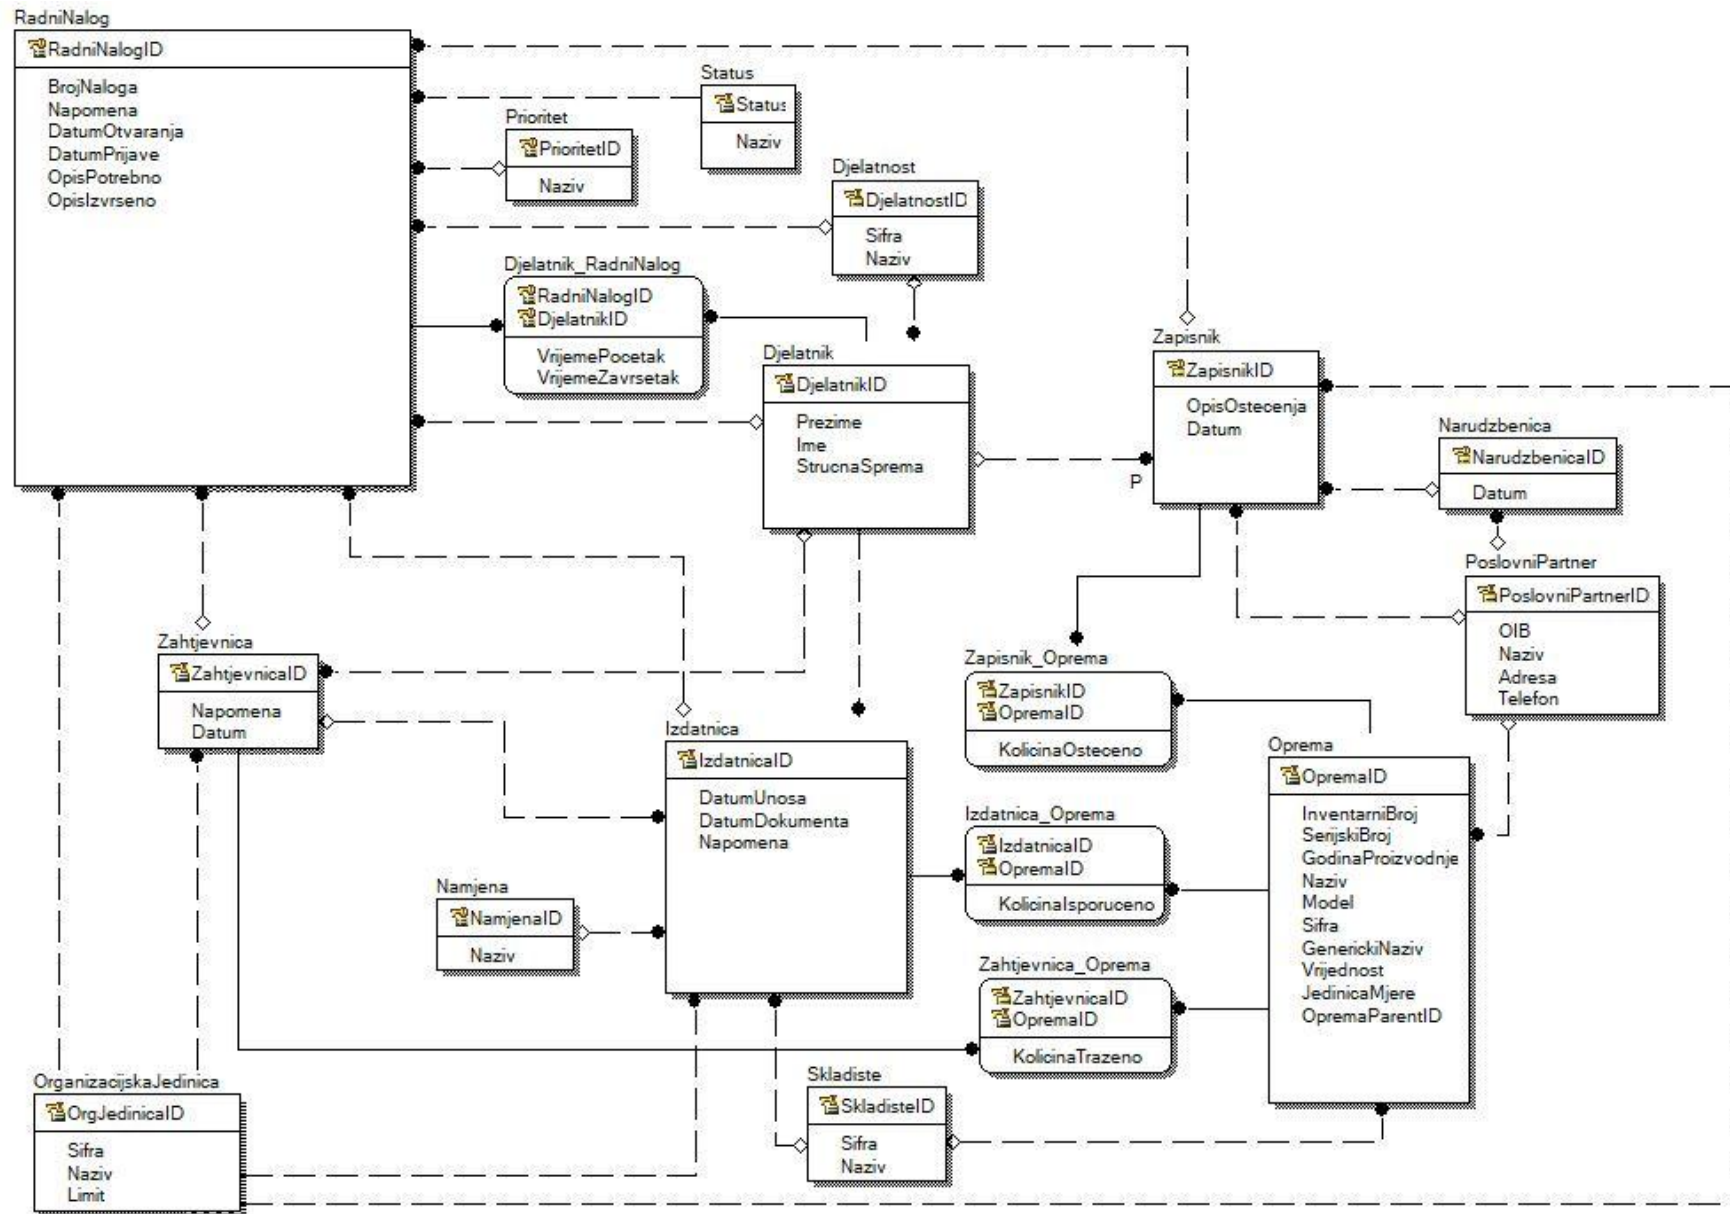 RadniNalog
RadniNalogID
BrojNaloga
Napomena
DatumOtvaranja
DatumPrijave
OpisPotrebno
OpisIzvrseno
Status
Status
Naziv
Prioritet
PrioritetID
Naziv
Djelatnost
DjelatnostID
Sifra
Naziv
Djelatnik_RadniNalog
RadniNalogID
DjelatnikID
VrijemePocetak
VrijemeZavrsetak
Djelatnik
DjelatnikID
Prezime
Ime
StrucnaSprema
Zapisnik
ZapisnikID
OpisOstecenja
Datum
P
Narudzbenica
NarudzbenicaID
Datum
PoslovniPartner
PoslovniPartnerID
OIB
Naziv
Adresa
Telefon
Zahtjevnica
ZahtjevnicaID
Napomena
Datum
Zapisnik_Oprema
ZapisnikID
OpremaID
KolicinaOsteceno
Izdatnica
IzdatnicaID
DatumUnosa
DatumDokumenta
Napomena
Oprema
OpremaID
InventarniBroj
SerijskiBroj
GodinaProizvodnje
Naziv
Model
Sifra
GenerickiNaziv
Vrijednost
JedinicaMjere
OpremaParentID
Izdatnica_Oprema
IzdatnicaID
OpremaID
KolicinaIsporuceno
Namjena
NamjenaID
Naziv
Zahtjevnica_Oprema
ZahtjevnicaID
OpremaID
KolicinaTrazeno
OrganizacijskaJedinica
OrgJedinicaID
Sifra
Naziv
Limit
Skladiste
SkladisteID
Sifra
Naziv